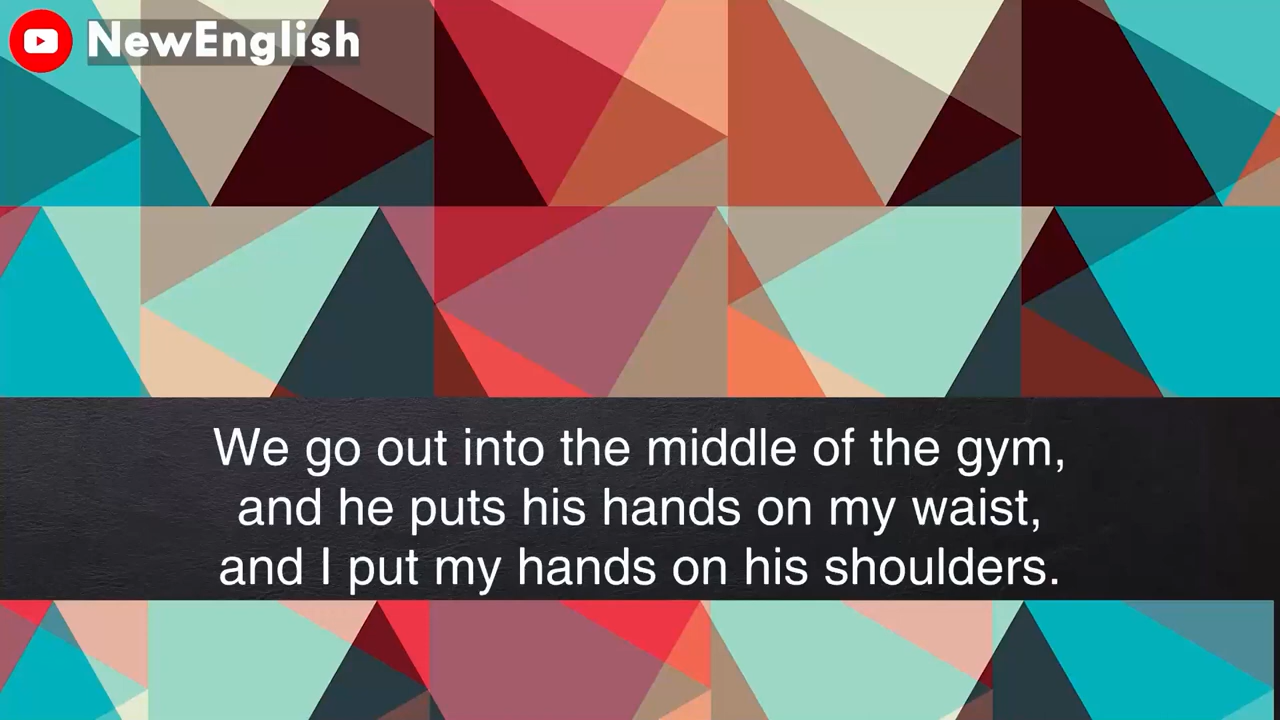 NewEnglish
We go out into the middle of the gym,
and he puts his hands on my waist,
and I put my hands on his shoulders.